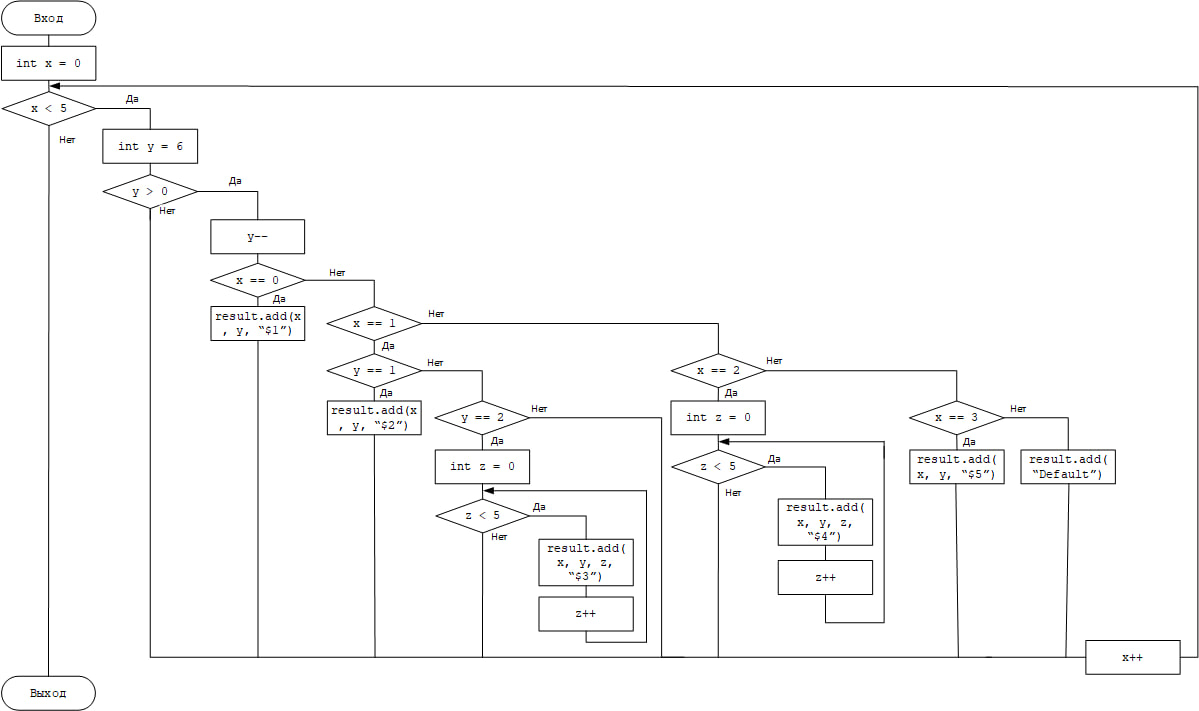 Вход
int x = 0
x < 5
Да
Нет
int y = 6
y > 0
Да
Нет
y--
x == 0
Нет
Да
result.add(x
, y, “$1”)
x == 1
Нет
Да
y == 1
Нет
Да
result.add(x
, y, “$2”)
y == 2
Нет
Да
int z = 0
z < 5
Да
Нет
result.add(
x, y, z,
“$3”)
z++
x == 2
Нет
Да
int z = 0
z < 5
Да
Нет
result.add(
x, y, z,
“$4”)
z++
x == 3
Нет
Да
result.add(
x, y, “$5”)
result.add(
“Default”)
x++
Выход